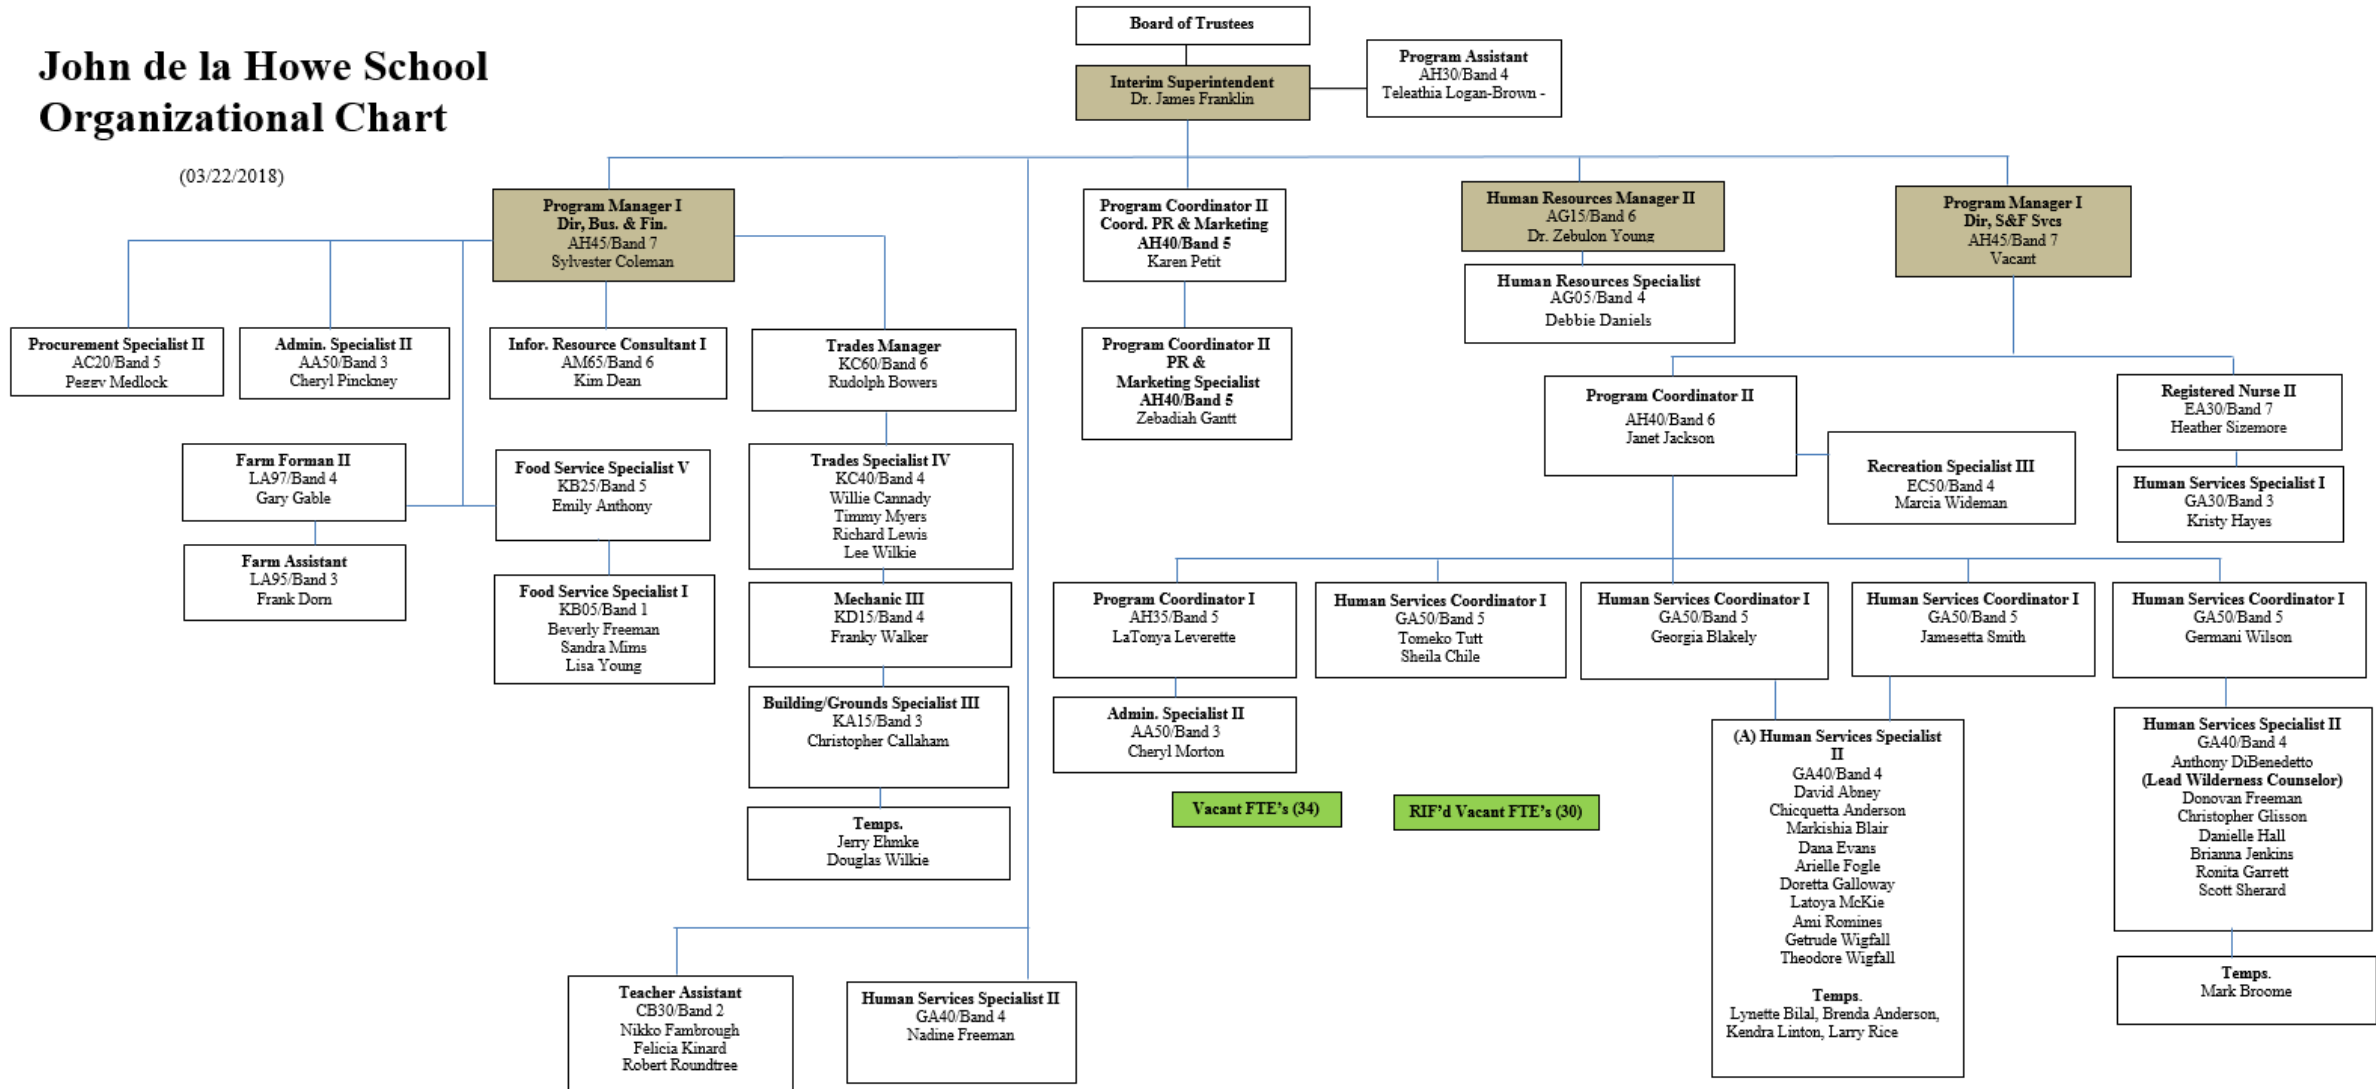 John de la Howe School
Organizational Chart
(03/22/2018)
Board of Trustees
Interim Superintendent
Dr. James Franklin
Program Assistant
AH30/Band 4
Teleathia Logan-Brown -
Program Manager I
Dir, Bus. & Fin.
AH45/Band 7
Sylvester Coleman
Program Coordinator II
Coord. PR & Marketing
AH40/Band 5
Karen Petit
Human Resources Manager II
AG15/Band 6
Dr. Zebulon Young
Program Manager I
Dir, S&F Svcs
AH45/Band 7
Vacant
Human Resources Specialist
AG05/Band 4
Debbie Daniels
Procurement Specialist II
AC20/Band 5
Peggy Medlock
Admin. Specialist II
AA50/Band 3
Cheryl Pinckney
Infor. Resource Consultant I
AM65/Band 6
Kim Dean
Trades Manager
KC60/Band 6
Rudolph Bowers
Program Coordinator II
PR &
Marketing Specialist
AH40/Band 5
Zebadiah Gantt
Program Coordinator II
AH40/Band 6
Janet Jackson
Registered Nurse II
EA30/Band 7
Heather Sizemore
Farm Forman II
LA97/Band 4
Gary Gable
Food Service Specialist V
KB25/Band 5
Emily Anthony
Trades Specialist IV
KC40/Band 4
Willie Cannady
Timmy Myers
Richard Lewis
Lee Wilkie
Recreation Specialist III
EC50/Band 4
Marcia Wideman
Human Services Specialist I
GA30/Band 3
Kristy Hayes
Farm Assistant
LA95/Band 3
Frank Dorn
Food Service Specialist I
KB05/Band 1
Beverly Freeman
Sandra Mims
Lisa Young
Mechanic III
KD15/Band 4
Franky Walker
Program Coordinator I
AH35/Band 5
LaTonya Leverette
Human Services Coordinator I
GA50/Band 5
Tomeko Tutt
Sheila Chile
Human Services Coordinator I
GA50/Band 5
Georgia Blakely
Human Services Coordinator I
GA50/Band 5
Jamesetta Smith
Human Services Coordinator I
GA50/Band 5
Germani Wilson
Building/Grounds Specialist III
KA15/Band 3
Christopher Callaham
Admin. Specialist II
AA50/Band 3
Cheryl Morton
(A) Human Services Specialist
II
GA40/Band 4
David Abney
Chicquetta Anderson
Markishia Blair
Dana Evans
Arielle Fogle
Doretta Galloway
Latoya McKie
Ami Romines
Getrude Wigfall
Theodore Wigfall
Temps.
Lynette Bilal, Brenda Anderson,
Kendra Linton, Larry Rice
Human Services Specialist II
GA40/Band 4
Anthony DiBenedetto
(Lead Wilderness Counselor)
Donovan Freeman
Christopher Glisson
Danielle Hall
Brianna Jenkins
Ronita Garrett
Scott Sherard
Vacant FTE's (34)
RIF'd Vacant FTE's (30)
Temps.
Jerry Ehmke
Douglas Wilkie
Temps.
Mark Broome
Teacher Assistant
CB30/Band 2
Nikko Fambrough
Felicia Kinard
Robert Roundtree
Human Services Specialist II
GA40/Band 4
Nadine Freeman